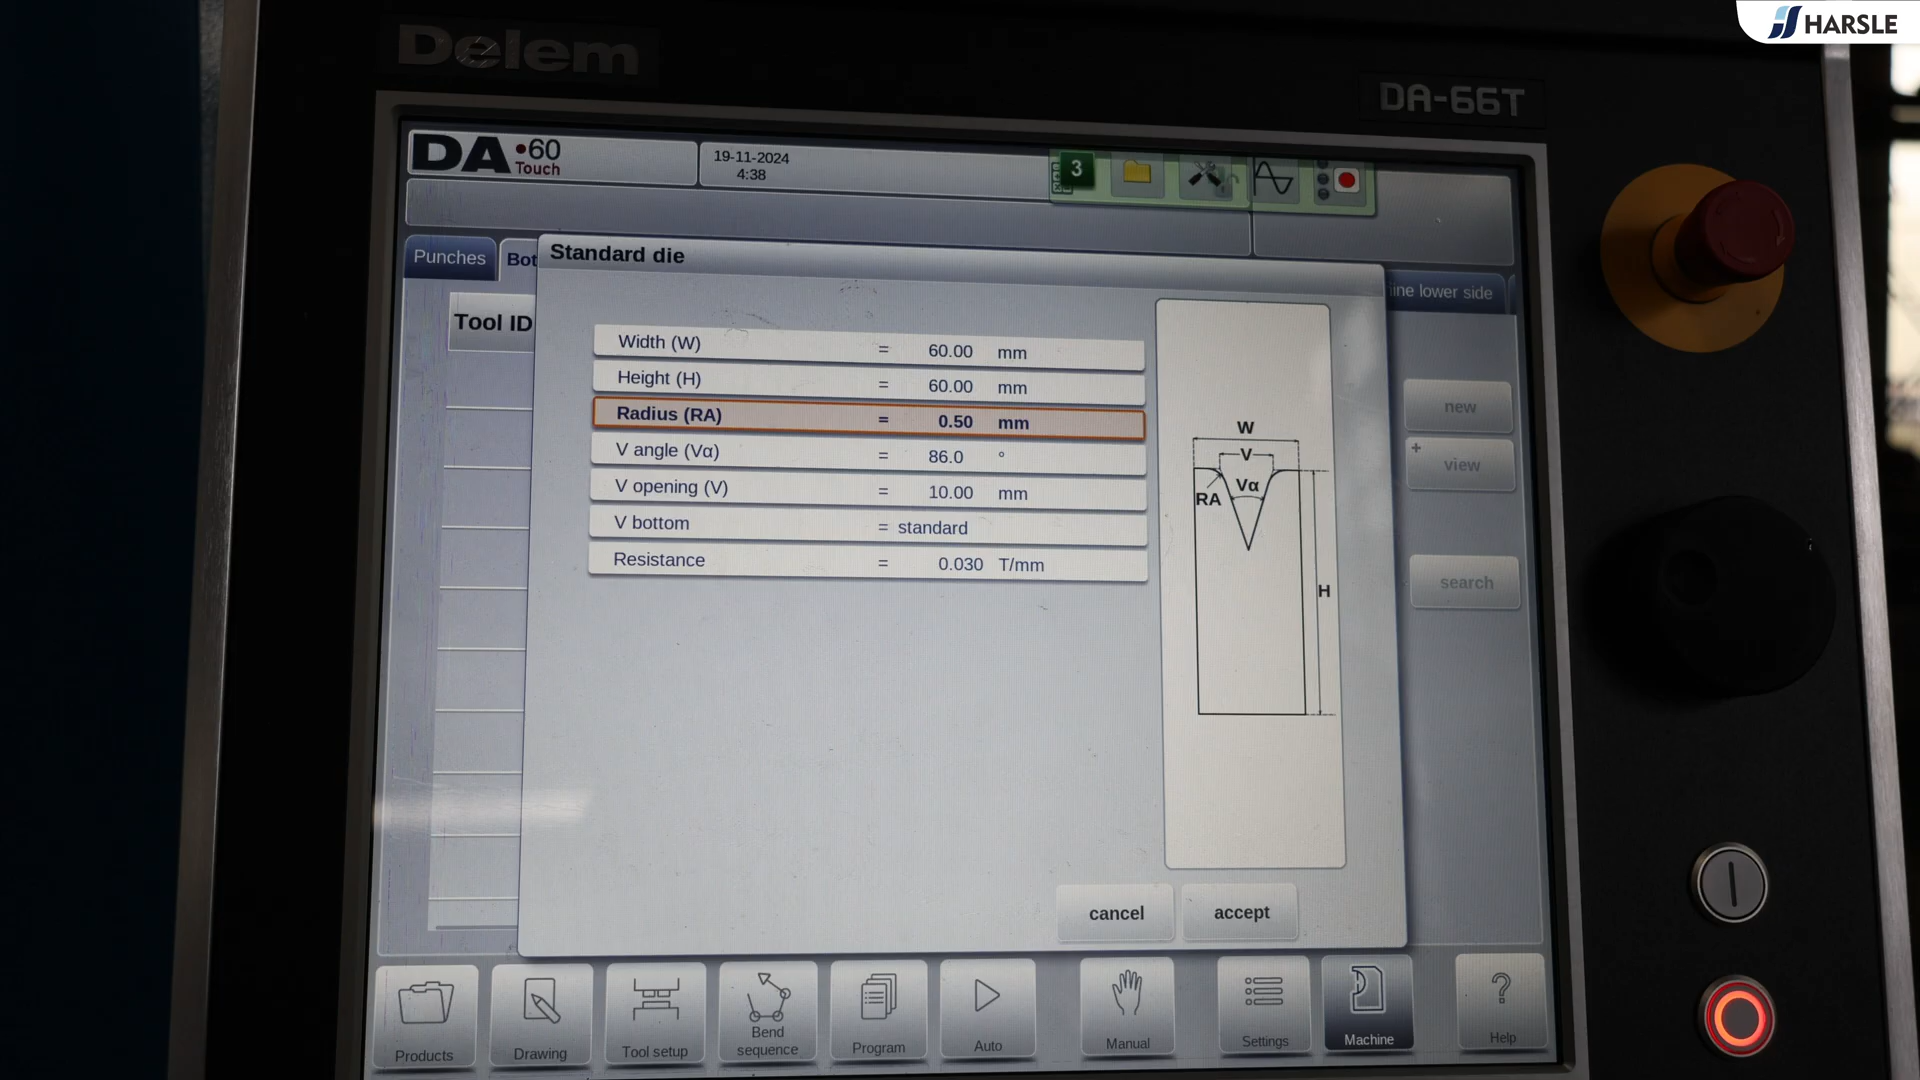 HARSLE
Delem
DA-66T
DA•60
Touch
19-11-2024
4:38
3
Punches
Bot
Standard die
ine lower side
Tool ID
Width (W) = 60.00 mm
Height (H) = 60.00 mm
Radius (RA) = 0.50 mm
V angle (Vα) = 86.0 °
V opening (V) = 10.00 mm
V bottom = standard
Resistance = 0.030 T/mm
W
V
Vα
RA
H
new
+
view
search
cancel
accept
Products
Drawing
Tool setup
Bend
sequence
Program
Auto
Manual
Settings
Machine
?
Help